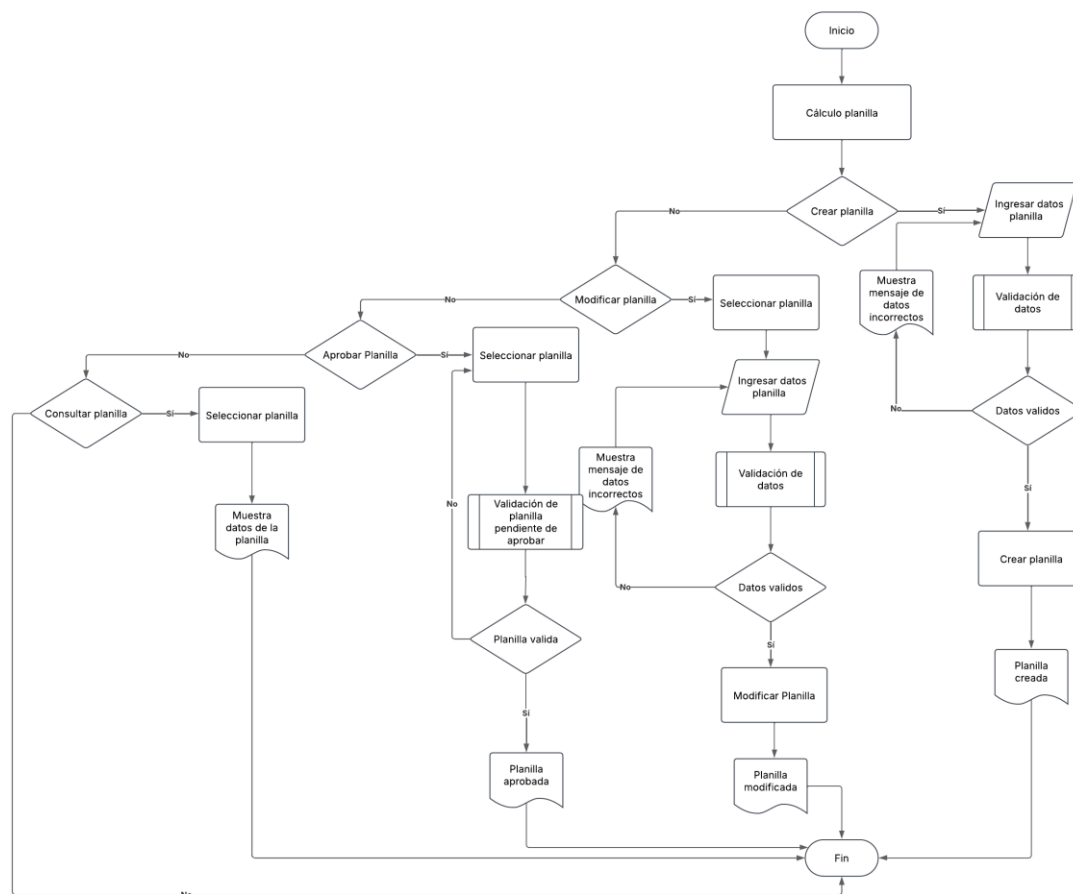 Inicio
Cálculo planilla
Crear planilla
Sí
Ingresar datos
planilla
No
Muestra
mensaje de
datos
incorrectos
Validación de
datos
Modificar planilla
Sí
Seleccionar planilla
No
Aprobar Planilla
Sí
Seleccionar planilla
No
Consultar planilla
Sí
Seleccionar planilla
Ingresar datos
planilla
Datos validos
No
Sí
Muestra
mensaje de
datos
incorrectos
Validación de
datos
Muestra
datos de la
planilla
No
Validación de
planilla
pendiente de
aprobar
Crear planilla
Datos validos
No
Sí
Planilla valida
Sí
Planilla
creada
Modificar Planilla
Planilla
aprobada
Planilla
modificada
Fin
No